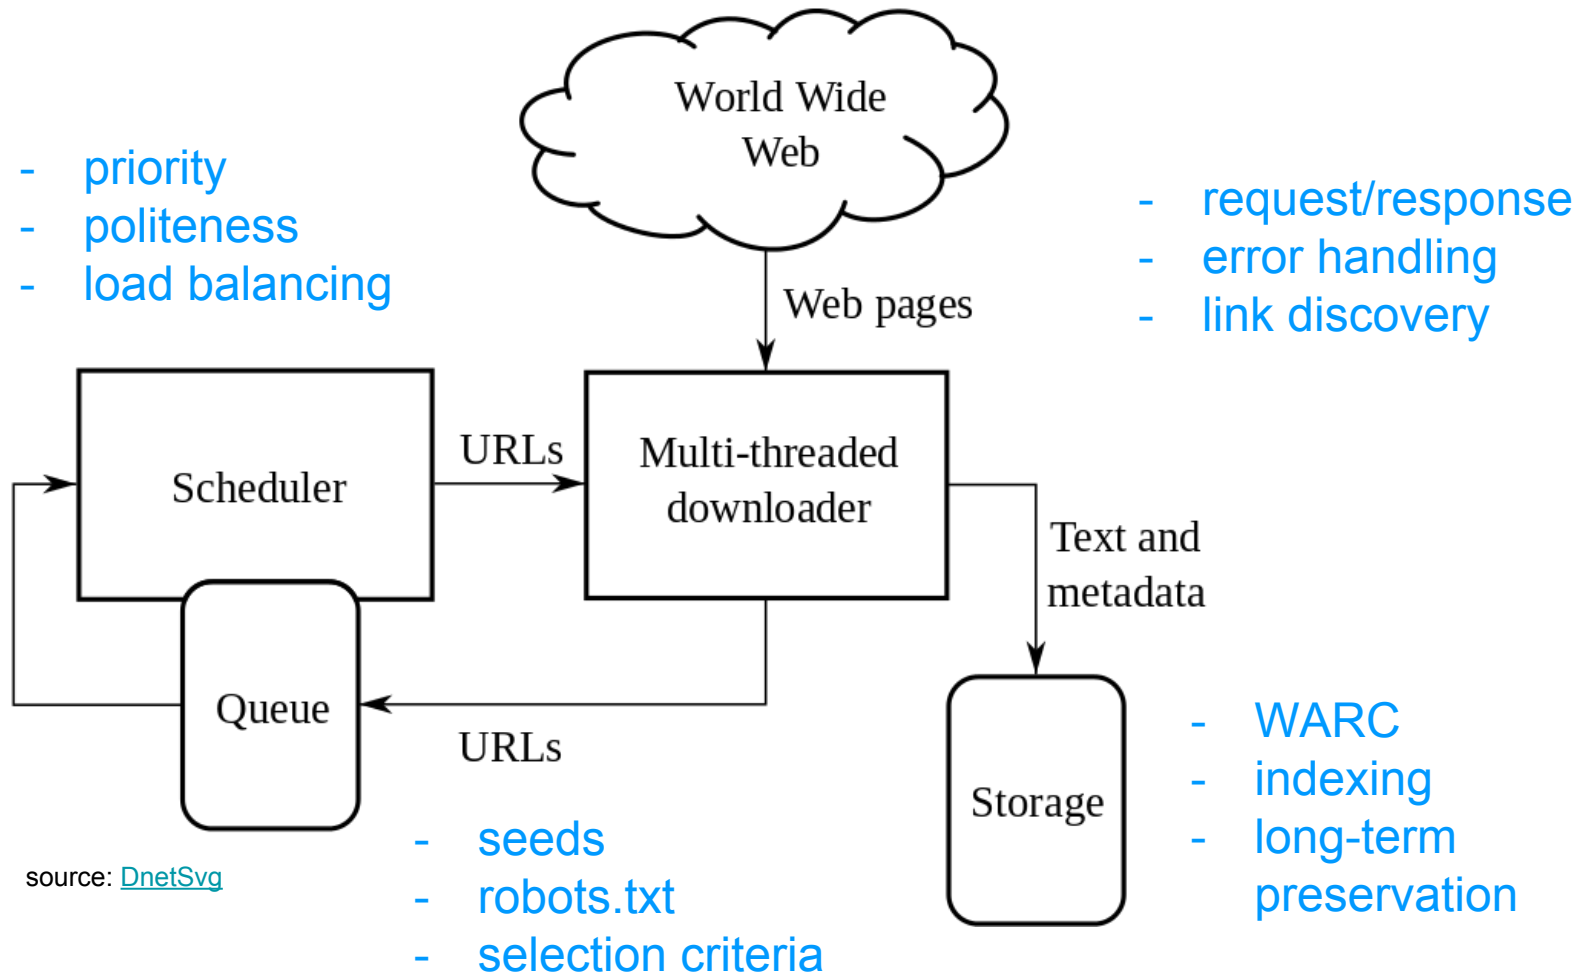 World Wide
Web
- priority
- politeness
- load balancing
- request/response
- error handling
- link discovery
Web pages
Scheduler
URLs
Multi-threaded
downloader
Text and
metadata
Queue
URLs
Storage
- WARC
- indexing
- long-term
preservation
- seeds
- robots.txt
- selection criteria
source: DnetSvg